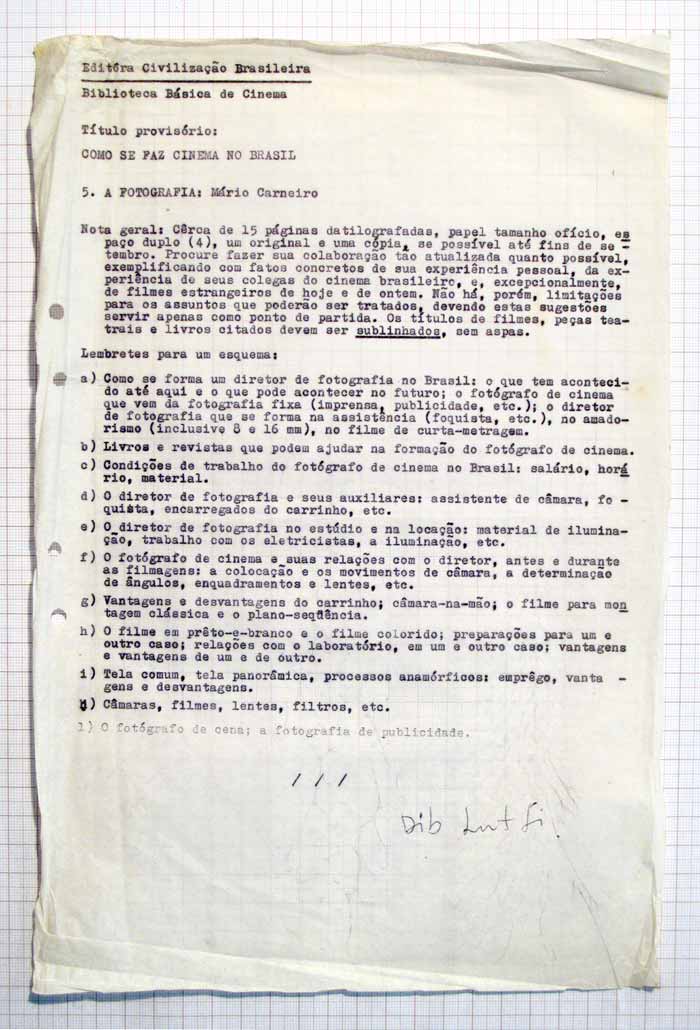 Editôra Civilização Brasileira
Biblioteca Básica de Cinema
Título provisório:
COMO SE FAZ CINEMA NO BRASIL
5. A FOTOGRAFIA: Mário Carneiro
Nota geral: Cêrca de 15 páginas datilografadas, papel tamanho ofício, es
paço duplo (4), um original e uma cópia, se possível até fins de se -
tembro. Procure fazer sua colaboração tao atualizada quanto possível,
exemplificando com fatos concretos de sua experiência pessoal, da ex-
periência de seus colegas do cinema brasileiro, e, excepcionalmente,
de filmes estrangeiros de hoje e de ontem. Não há, porém, limitações
para os assuntos que poderão ser tratados, devendo estas sugestões
servir apenas como ponto de partida. Os títulos de filmes, peças tea-
trais e livros citados devem ser sublinhados, sem aspas.
Lembretes para um esquema:
a) Como se forma um diretor de fotografia no Brasil: o que tem aconteci-
do até aqui e o que pode acontecer no futuro; o fotógrafo de cinema
que vem da fotografia fixa (imprensa, publicidade, etc.); o diretor
de fotografia que se forma na assistência (foquista, etc.), no amado-
rismo (inclusive 8 e 16 mm), no filme de curta-metragem.
b) Livros e revistas que podem ajudar na formação do fotógrafo de cinema.
c) Condições de trabalho do fotógrafo de cinema no Brasil: salário, horá
rio, material.
d) O diretor de fotografia e seus auxiliares: assistente de câmara, fo -
quista, encarregados do carrinho, etc.
e) O diretor de fotografia no estúdio e na locação: material de ilumina-
ção, trabalho com os eletricistas, a iluminação, etc.
f) O fotógrafo de cinema e suas relações com o diretor, antes e durante
as filmagens: a colocação e os movimentos de câmara, a determinação
de ângulos, enquadramentos e lentes, etc.
g) Vantagens e desvantagens do carrinho; câmara-na-mão; o filme para mon
tagem clássica e o plano-seqüência.
h) O filme em prêto-e-branco e o filme colorido; preparações para um e
outro caso; relações com o laboratório, em um e outro caso; vantagens
e vantagens de um e de outro.
i) Tela comum, tela panorâmica, processos anamórficos: emprêgo, vanta -
gens e desvantagens.
j) Câmaras, filmes, lentes, filtros, etc.
l) O fotógrafo de cena; a fotografia de publicidade.
/ / /
Dib Lutfi